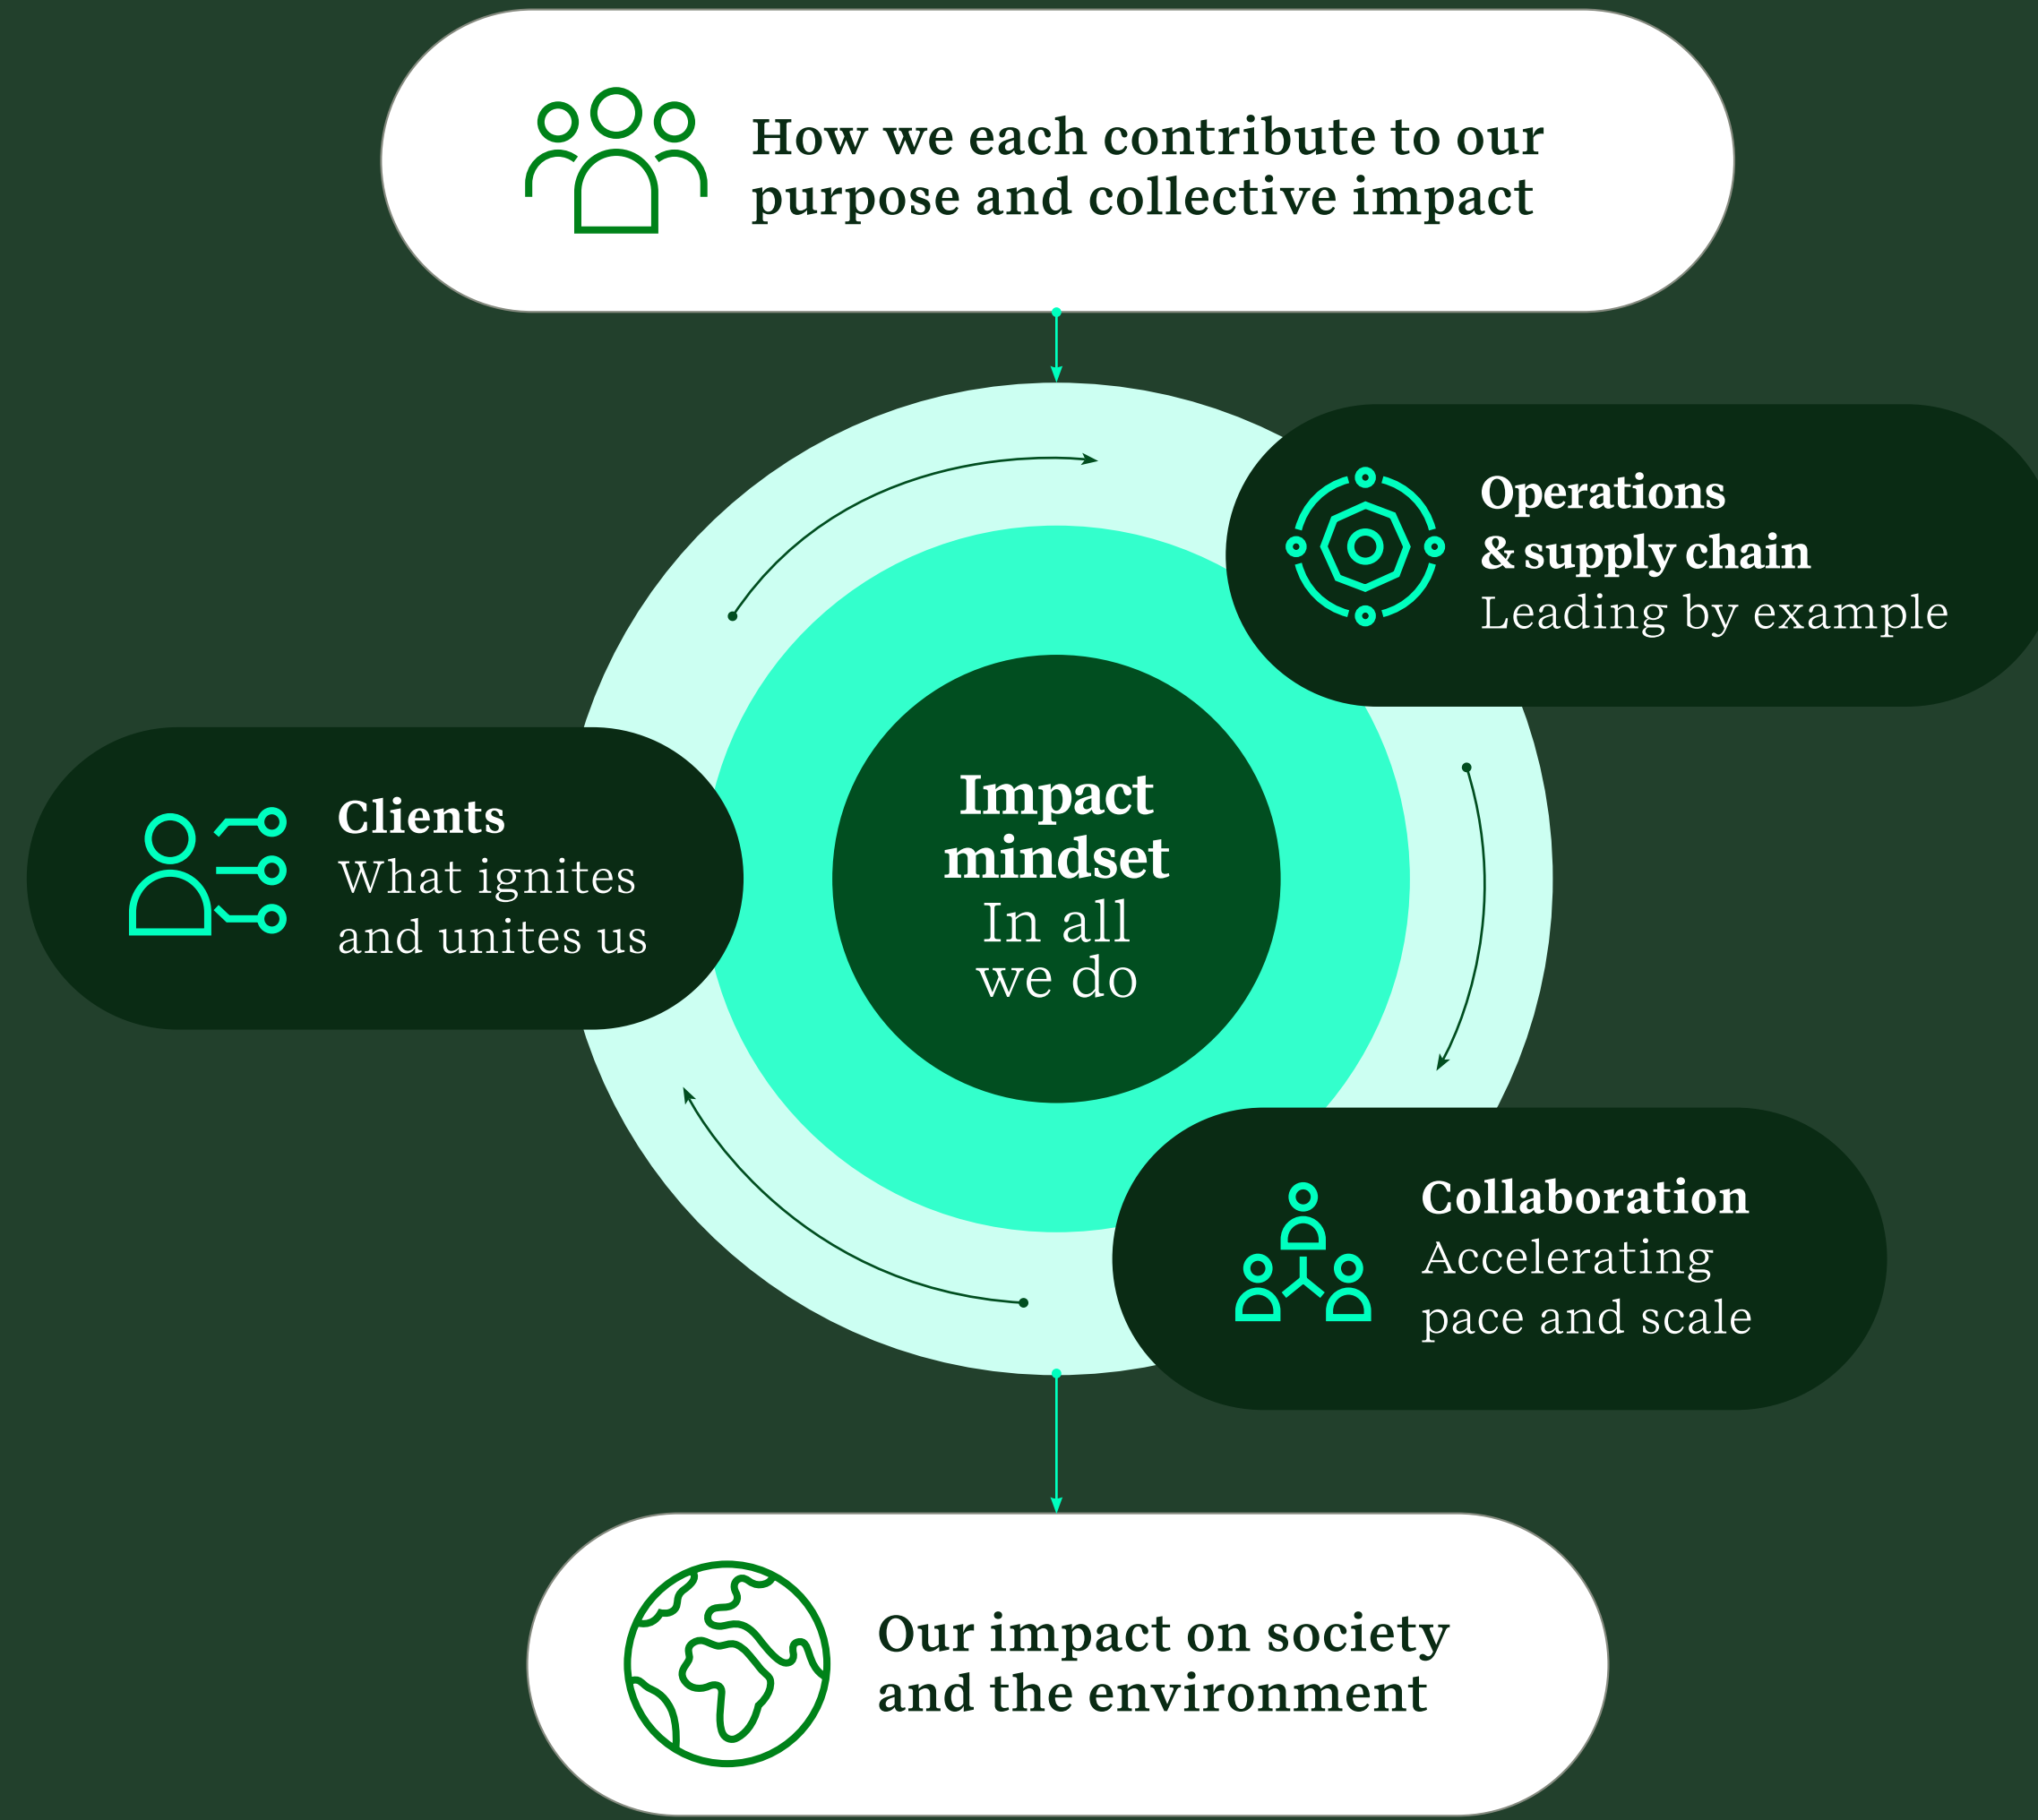 How we each contribute to our
purpose and collective impact
Operations
& supply chain
Leading by example
Clients
What ignites
and unites us
Impact
mindset
In all
we do
Collaboration
Accelerating
pace and scale
Our impact on society
and the environment